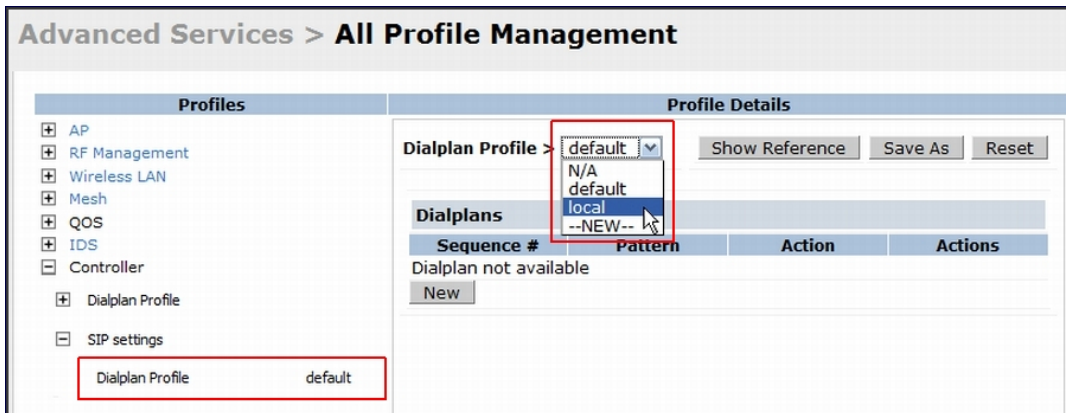 Advanced Services > All Profile Management
Profiles
AP
RF Management
Wireless LAN
Mesh
QOS
IDS
Controller
Dialplan Profile
SIP settings
Dialplan Profile default
Profile Details
Dialplan Profile > default Show Reference Save As Reset
N/A
default
local
--NEW--
Dialplans
Sequence # Pattern Action Actions
Dialplan not available
New